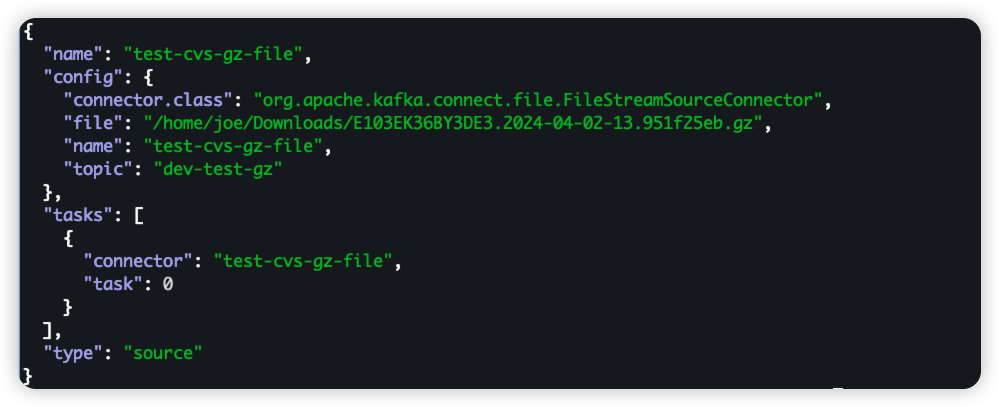 {
  "name": "test-cvs-gz-file",
  "config": {
    "connector.class": "org.apache.kafka.connect.file.FileStreamSourceConnector",
    "file": "/home/joe/Downloads/E103EK36BY3DE3.2024-04-02-13.951f25eb.gz",
    "name": "test-cvs-gz-file",
    "topic": "dev-test-gz"
  },
  "tasks": [
    {
      "connector": "test-cvs-gz-file",
      "task": 0
    }
  ],
  "type": "source"
}